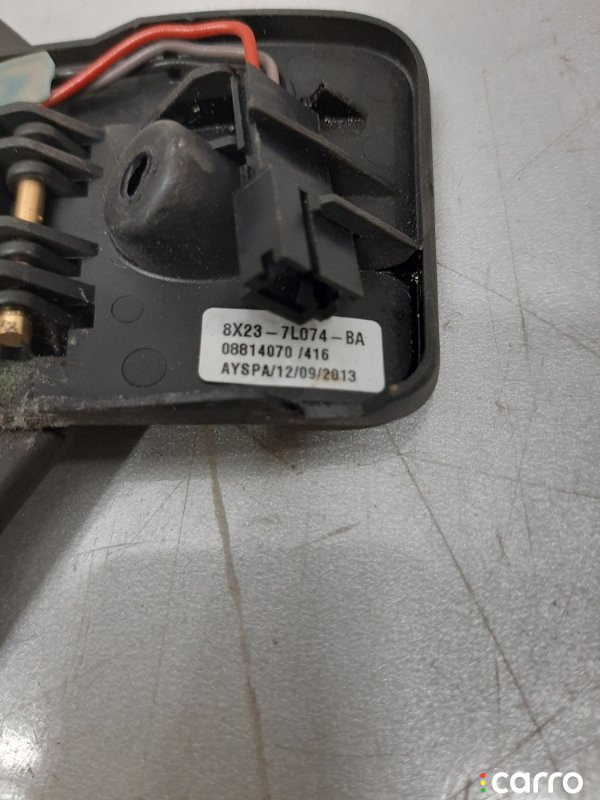 8X23-7L074-BA
08814070 /416
AYSPA/12/09/2013
carro